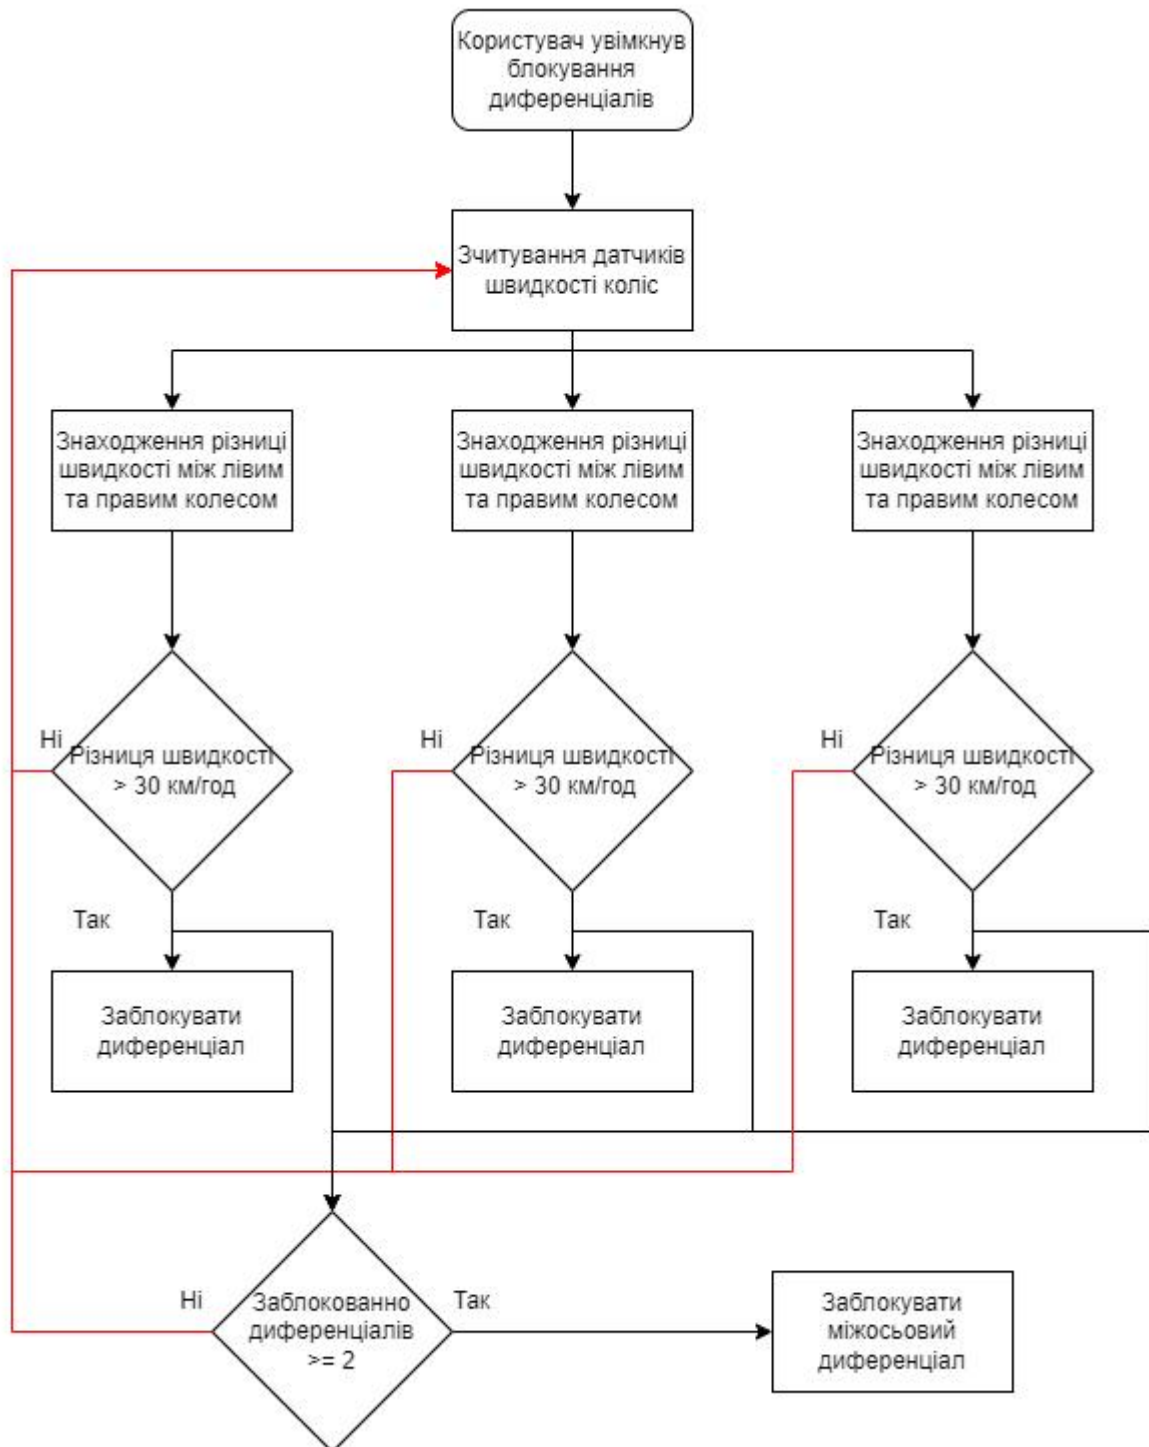 Користувач увімкнув
блокування
диференціалів
Зчитування датчиків
швидкості коліс
Знаходження різниці
швидкості між лівим
та правим колесом
Знаходження різниці
швидкості між лівим
та правим колесом
Знаходження різниці
швидкості між лівим
та правим колесом
Ні
Різниця швидкості
> 30 км/год
Ні
Різниця швидкості
> 30 км/год
Ні
Різниця швидкості
> 30 км/год
Так
Так
Так
Заблокувати
диференціал
Заблокувати
диференціал
Заблокувати
диференціал
Ні
Заблокованно
диференціалів
>= 2
Так
Заблокувати
міжосьовий
диференціал